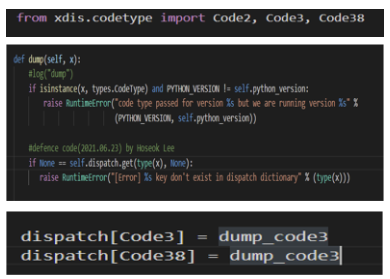 from xdis.codetype import Code2, Code3, Code38
def dump(self, x):
#log("dump")
if isinstance(x, types.CodeType) and PYTHON_VERSION != self.python_version:
raise RuntimeError("code type passed for version %s but we are running version %s" %
(PYTHON_VERSION, self.python_version))
#defence code(2021.06.23) by Hoseok Lee
if None == self.dispatch.get(type(x), None):
raise RuntimeError("[Error] %s key don't exist in dispatch dictionary" % (type(x)))
dispatch[Code3] = dump_code3
dispatch[Code38] = dump_code3